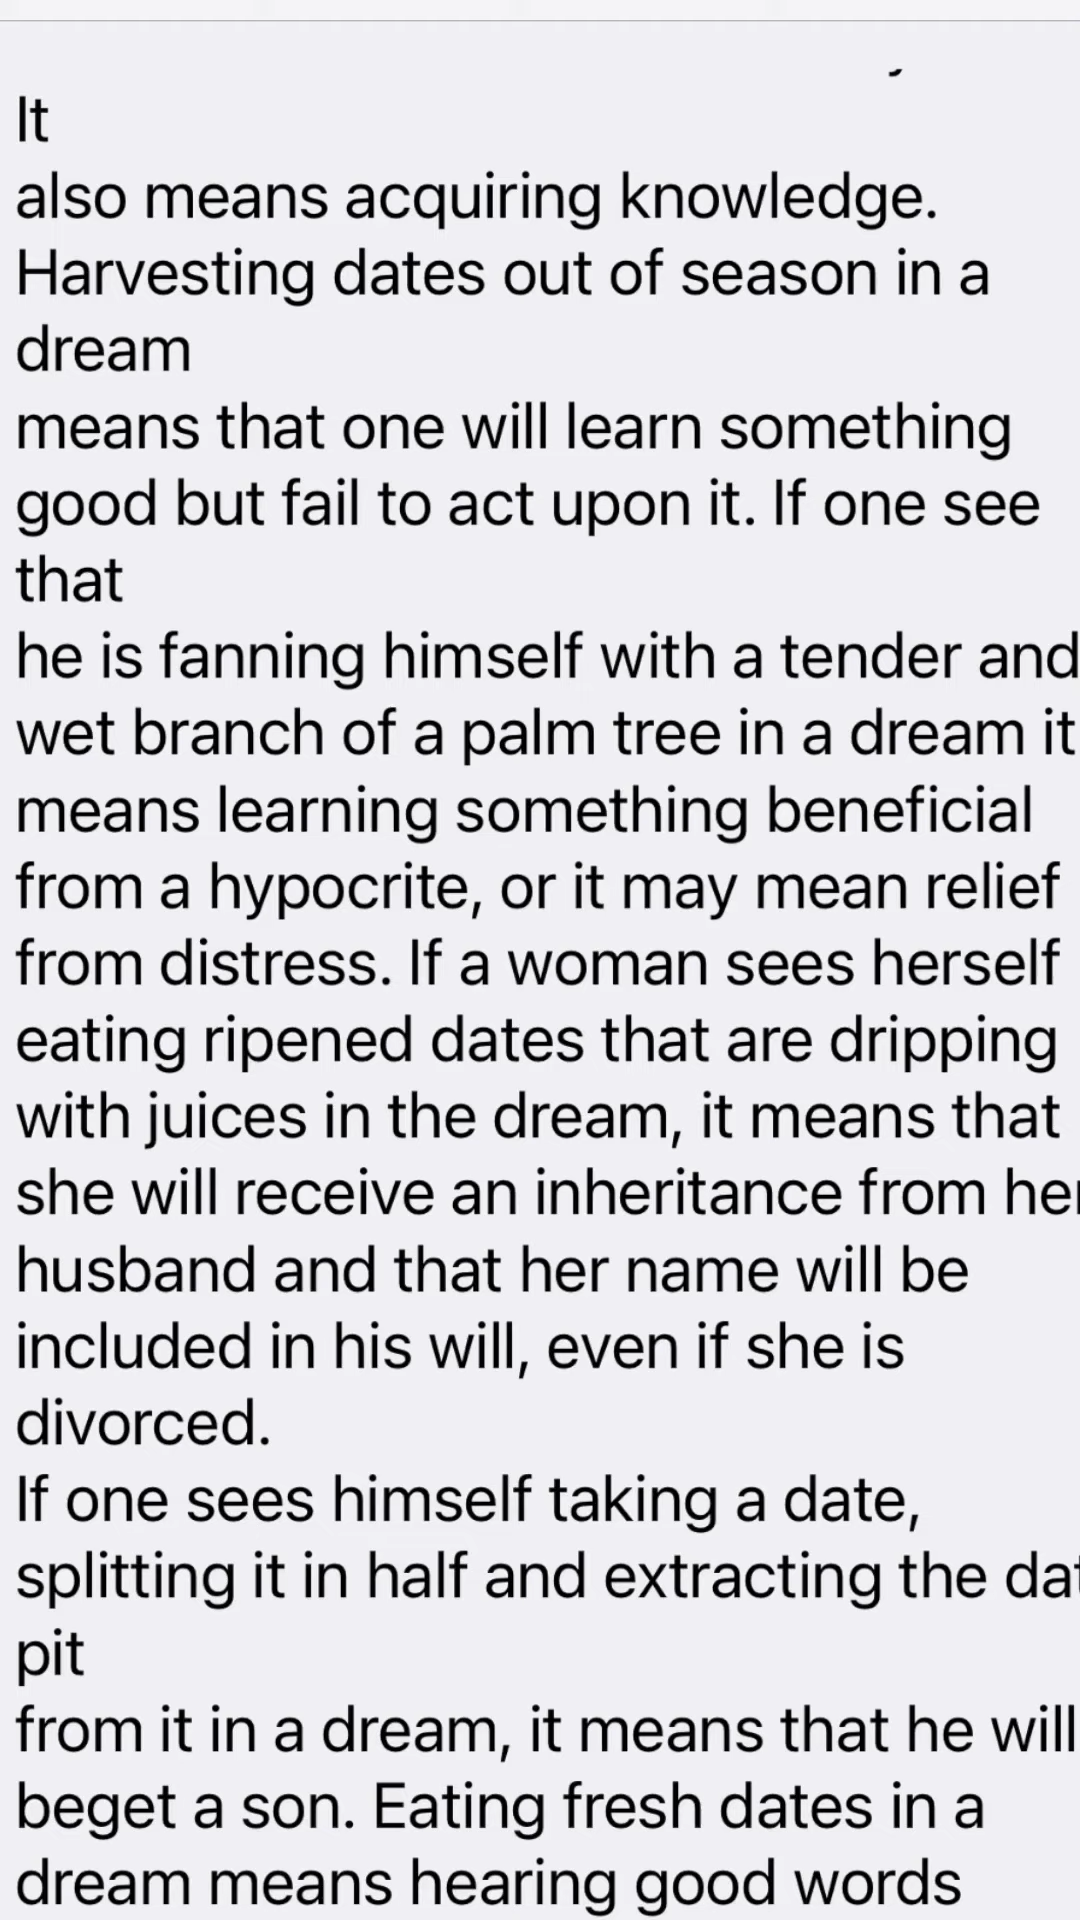 It
also means acquiring knowledge.
Harvesting dates out of season in a
dream
means that one will learn something
good but fail to act upon it. If one see
that
he is fanning himself with a tender and
wet branch of a palm tree in a dream it
means learning something beneficial
from a hypocrite, or it may mean relief
from distress. If a woman sees herself
eating ripened dates that are dripping
with juices in the dream, it means that
she will receive an inheritance from her
husband and that her name will be
included in his will, even if she is
divorced.
If one sees himself taking a date,
splitting it in half and extracting the dat
pit
from it in a dream, it means that he will
beget a son. Eating fresh dates in a
dream means hearing good words